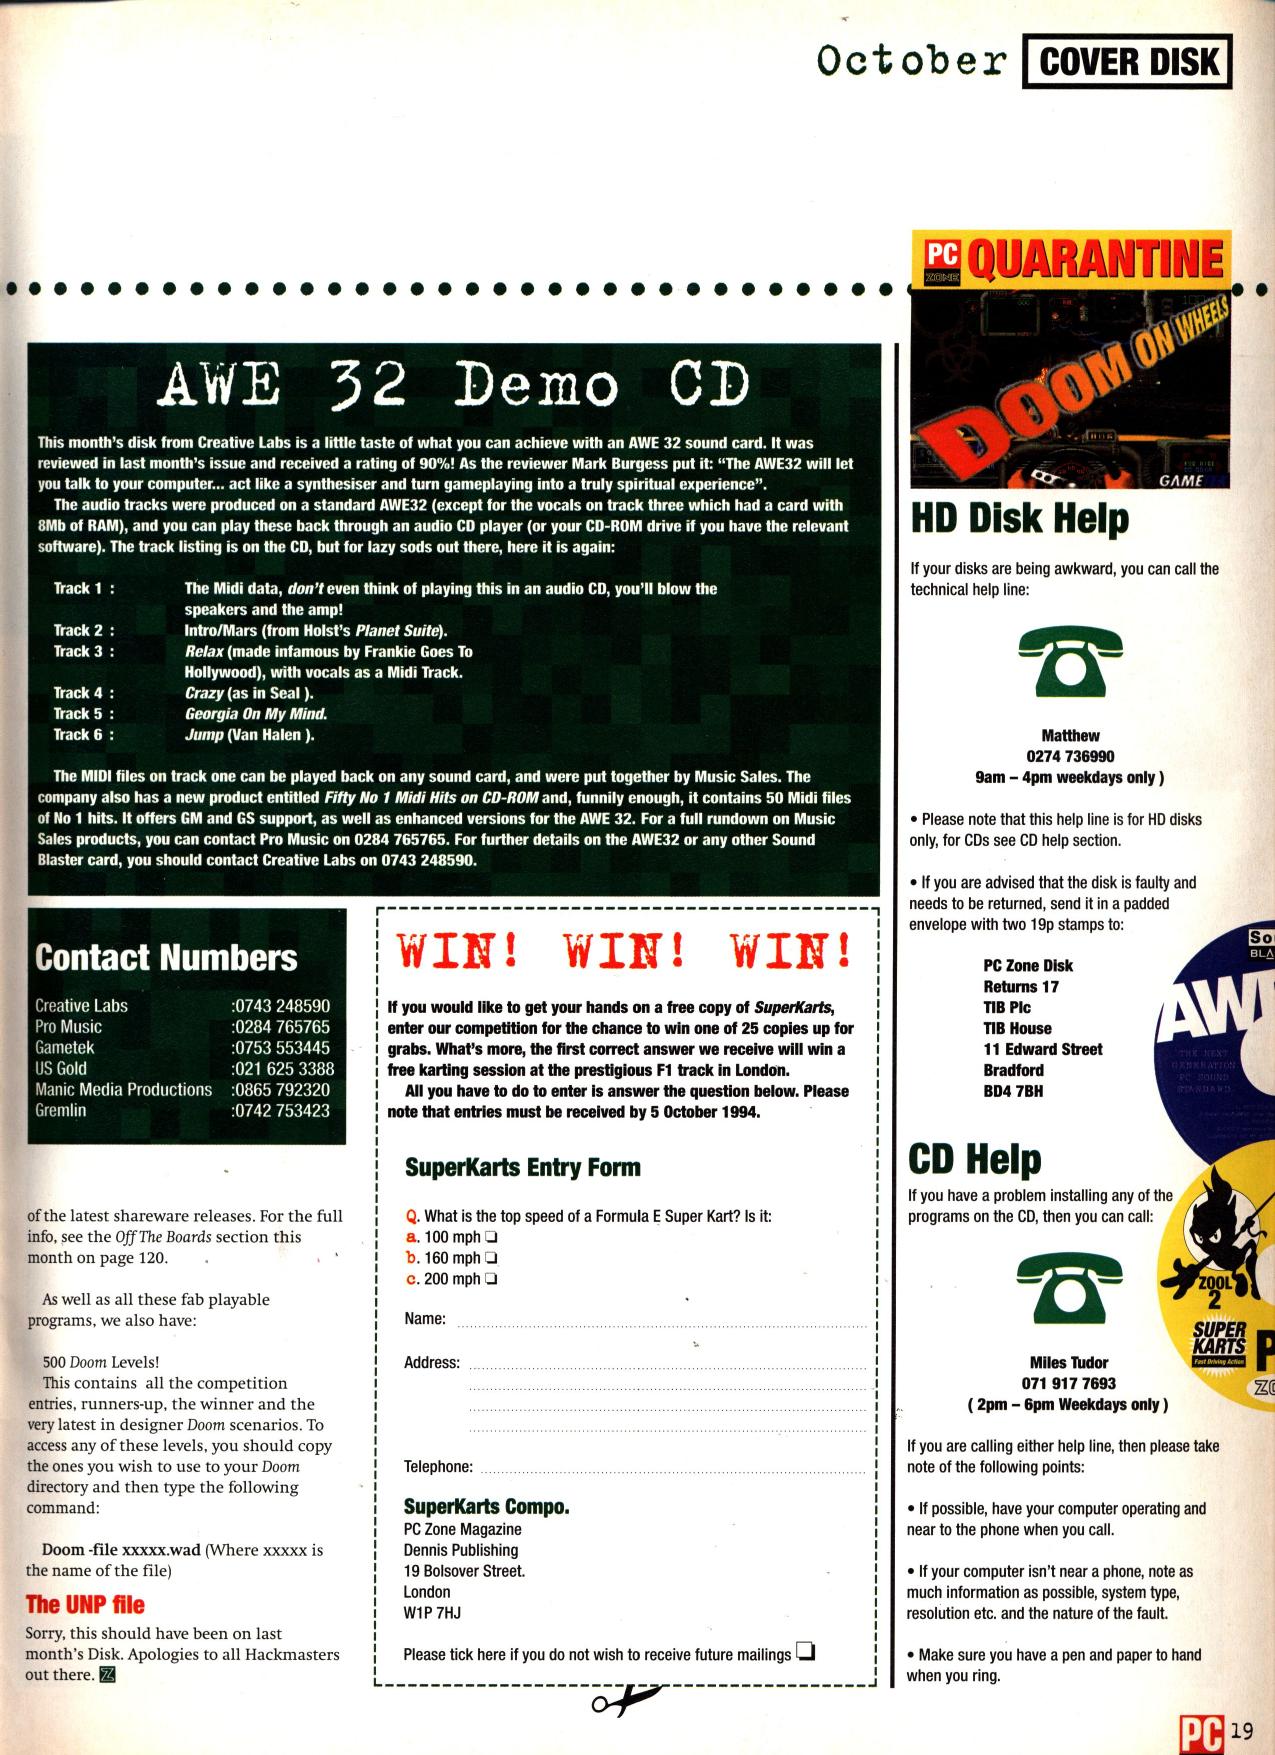 October COVER DISK
AWE 32 Demo CD
This month's disk from Creative Labs is a little taste of what you can achieve with an AWE 32 sound card. It was
reviewed in last month's issue and received a rating of 90%! As the reviewer Mark Burgess put it: “The AWE32 will let
you talk to your computer... act like a synthesiser and turn gameplaying into a truly spiritual experience”.
The audio tracks were produced on a standard AWE32 (except for the vocals on track three which had a card with
8Mb of RAM), and you can play these back through an audio CD player (or your CD-ROM drive if you have the relevant
software). The track listing is on the CD, but for lazy sods out there, here it is again:
Track 1 : The Midi data, don't even think of playing this in an audio CD, you'll blow the
speakers and the amp!
Track 2 : Intro/Mars (from Holst's Planet Suite).
Track 3 : Relax (made infamous by Frankie Goes To
Hollywood), with vocals as a Midi Track.
Track 4 : Crazy (as in Seal ).
Track 5 : Georgia On My Mind.
Track 6 : Jump (Van Halen ).
The MIDI files on track one can be played back on any sound card, and were put together by Music Sales. The
company also has a new product entitled Fifty No 1 Midi Hits on CD-ROM and, funnily enough, it contains 50 Midi files
of No 1 hits. It offers GM and GS support, as well as enhanced versions for the AWE 32. For a full rundown on Music
Sales products, you can contact Pro Music on 0284 765765. For further details on the AWE32 or any other Sound
Blaster card, you should contact Creative Labs on 0743 248590.
Contact Numbers
Creative Labs :0743 248590
Pro Music :0284 765765
Gametek :0753 553445
US Gold :021 625 3388
Manic Media Productions :0865 792320
Gremlin :0742 753423
of the latest shareware releases. For the full
info, see the Off The Boards section this
month on page 120.
As well as all these fab playable
programs, we also have:
500 Doom Levels!
This contains all the competition
entries, runners-up, the winner and the
very latest in designer Doom scenarios. To
access any of these levels, you should copy
the ones you wish to use to your Doom
directory and then type the following
command:
Doom -file xxxxx.wad (Where xxxxx is
the name of the file)
The UNP file
Sorry, this should have been on last
month's Disk. Apologies to all Hackmasters
out there. Z
WIN! WIN! WIN!
If you would like to get your hands on a free copy of SuperKarts,
enter our competition for the chance to win one of 25 copies up for
grabs. What's more, the first correct answer we receive will win a
free karting session at the prestigious F1 track in London.
All you have to do to enter is answer the question below. Please
note that entries must be received by 5 October 1994.
SuperKarts Entry Form
Q. What is the top speed of a Formula E Super Kart? Is it:
a. 100 mph ❏
b. 160 mph ❏
c. 200 mph ❏
Name:
Address:
Telephone:
SuperKarts Compo.
PC Zone Magazine
Dennis Publishing
19 Bolsover Street.
London
W1P 7HJ
Please tick here if you do not wish to receive future mailings ❏
PC ZONE QUARANTINE
DOOM ON WHEELS
GAMETEK
HD Disk Help
If your disks are being awkward, you can call the
technical help line:
Matthew
0274 736990
9am – 4pm weekdays only )
• Please note that this help line is for HD disks
only, for CDs see CD help section.
• If you are advised that the disk is faulty and
needs to be returned, send it in a padded
envelope with two 19p stamps to:
PC Zone Disk
Returns 17
TIB Plc
TIB House
11 Edward Street
Bradford
BD4 7BH
So
BLA
AWE
THE NEXT
GENERATION
PC SOUND
STANDARD
CD Help
If you have a problem installing any of the
programs on the CD, then you can call:
ZOOL
2
SUPER
KARTS
Fast Driving Action
P
ZO
Miles Tudor
071 917 7693
( 2pm – 6pm Weekdays only )
If you are calling either help line, then please take
note of the following points:
• If possible, have your computer operating and
near to the phone when you call.
• If your computer isn't near a phone, note as
much information as possible, system type,
resolution etc. and the nature of the fault.
• Make sure you have a pen and paper to hand
when you ring.
PC 19